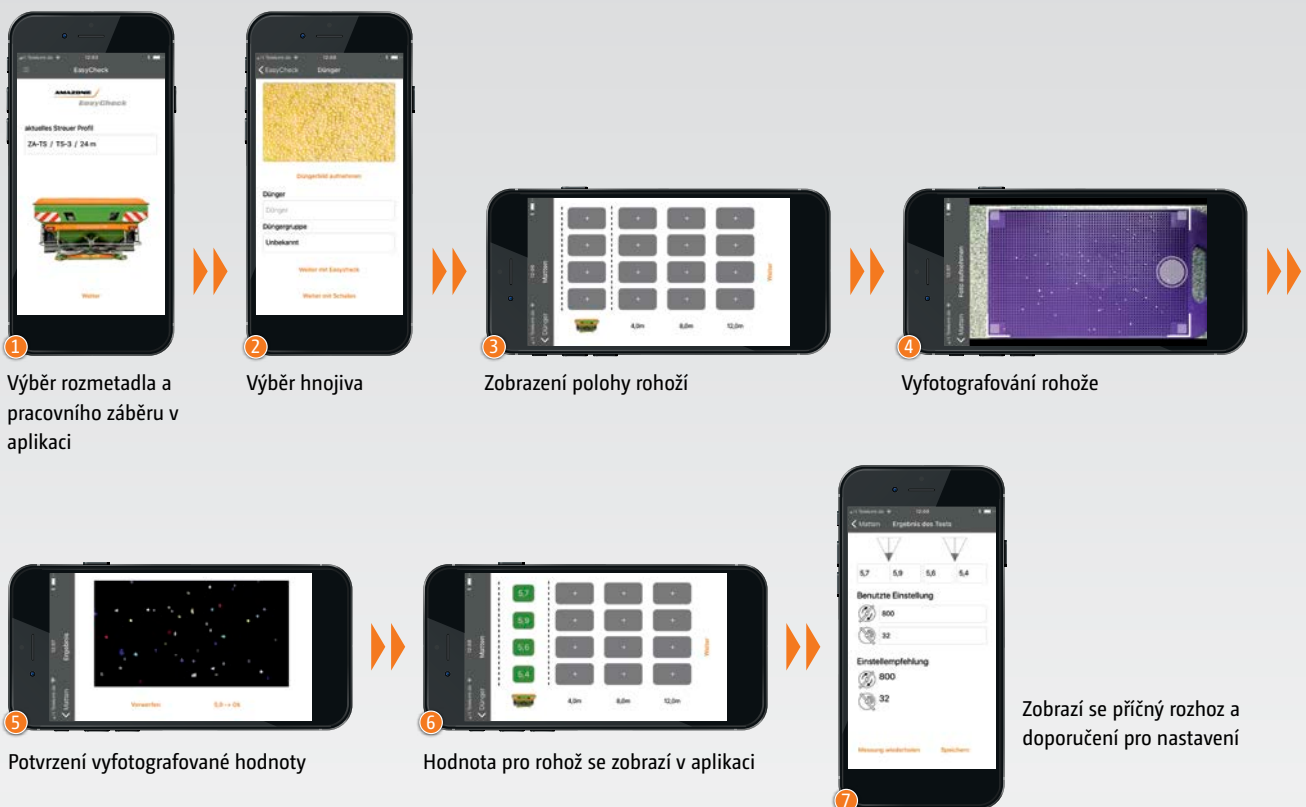 EasyCheck
AMAZONE
EasyCheck
aktuelles Streuer Profil
ZA-TS / TS-3 / 24 m
Weiter
1
Výběr rozmetadla a
pracovního záběru v
aplikaci
EasyCheck Dünger
Düngerbild aufnehmen
Dünger
Dünger
Düngergruppe
Unbekannt
Weiter mit Easycheck
Weiter mit Schalen
2
Výběr hnojiva
Dünger Matten
+ + + +
+ + + +
+ + + +
+ + + +
4,0m 8,0m 12,0m
Weiter
3
Zobrazení polohy rohoží
Matten Foto aufnehmen
4
Vyfotografování rohože
Matten Ergebnis
Verwerfen 5,9 -> Ok
5
Potvrzení vyfotografované hodnoty
Dünger Matten
5,7 + + +
5,9 + + +
5,6 + + +
5,4 + + +
4,0m 8,0m 12,0m
Weiter
6
Hodnota pro rohož se zobrazí v aplikaci
Matten Ergebnis des Tests
5,7 5,9 5,6 5,4
Benutzte Einstellung
800
32
Einstellempfehlung
800
32
Messung wiederholen Speichern
7
Zobrazí se příčný rozhoz a
doporučení pro nastavení